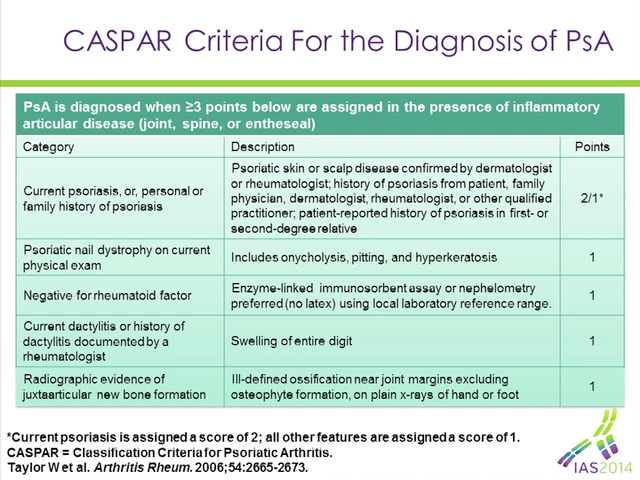 CASPAR Criteria For the Diagnosis of PsA
PsA is diagnosed when ≥3 points below are assigned in the presence of inflammatory
articular disease (joint, spine, or entheseal)
Category Description Points
Current psoriasis, or, personal or
family history of psoriasis
Psoriatic skin or scalp disease confirmed by dermatologist
or rheumatologist; history of psoriasis from patient, family
physician, dermatologist, rheumatologist, or other qualified
practitioner; patient-reported history of psoriasis in first- or
second-degree relative
2/1*
Psoriatic nail dystrophy on current
physical exam
Includes onycholysis, pitting, and hyperkeratosis
1
Negative for rheumatoid factor
Enzyme-linked immunosorbent assay or nephelometry
preferred (no latex) using local laboratory reference range.
1
Current dactylitis or history of
dactylitis documented by a
rheumatologist
Swelling of entire digit
1
Radiographic evidence of
juxtaarticular new bone formation
Ill-defined ossification near joint margins excluding
osteophyte formation, on plain x-rays of hand or foot
1
*Current psoriasis is assigned a score of 2; all other features are assigned a score of 1.
CASPAR = Classification Criteria for Psoriatic Arthritis.
Taylor W et al. Arthritis Rheum. 2006;54:2665-2673.
IAS2014